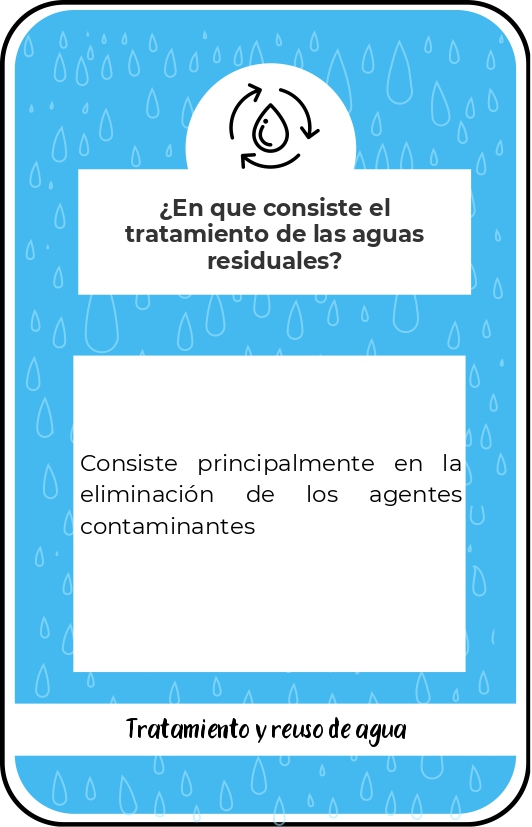 ¿En que consiste el
tratamiento de las aguas
residuales?
Consiste principalmente en la
eliminación de los agentes
contaminantes
Tratamiento y reuso de agua